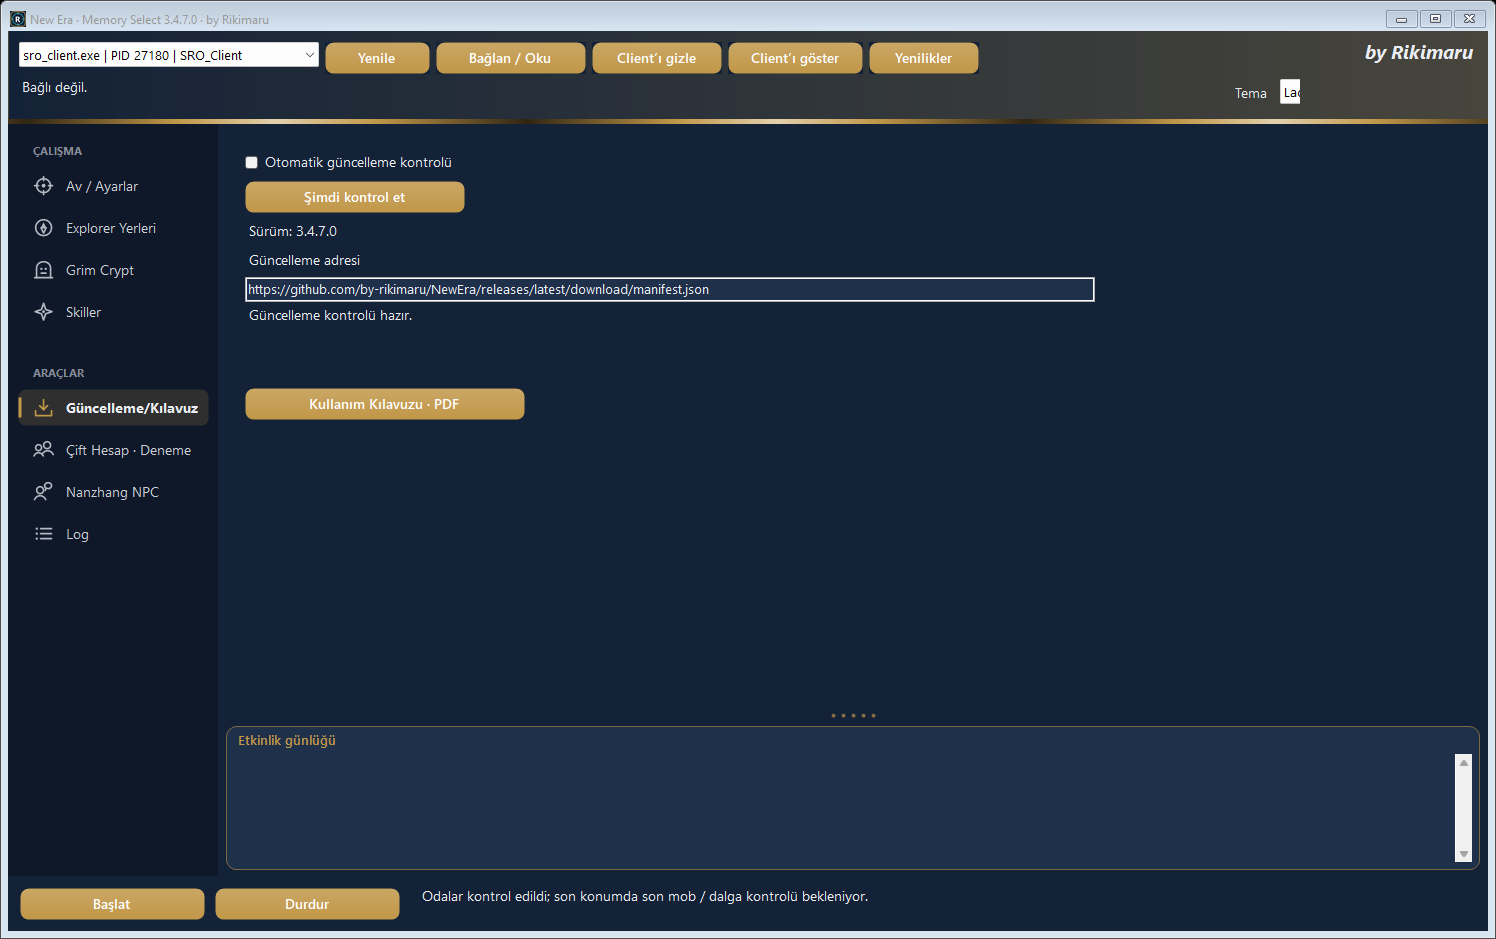 New Era · Memory Select 3.4.7.0 · by Rikimaru
sro_client.exe | PID 27180 | SRO_Client
Yenile
Bağlan / Oku
Client’ı gizle
Client’ı göster
Yenilikler
by Rikimaru
Bağlı değil.
Tema
Lac
ÇALIŞMA
Av / Ayarlar
Explorer Yerleri
Grim Crypt
Skiller
ARAÇLAR
Güncelleme/Kılavuz
Çift Hesap · Deneme
Nanzhang NPC
Log
Otomatik güncelleme kontrolü
Şimdi kontrol et
Sürüm: 3.4.7.0
Güncelleme adresi
https://github.com/by-rikimaru/NewEra/releases/latest/download/manifest.json
Güncelleme kontrolü hazır.
Kullanım Kılavuzu · PDF
Etkinlik günlüğü
Başlat
Durdur
Odalar kontrol edildi; son konumda son mob / dalga kontrolü bekleniyor.